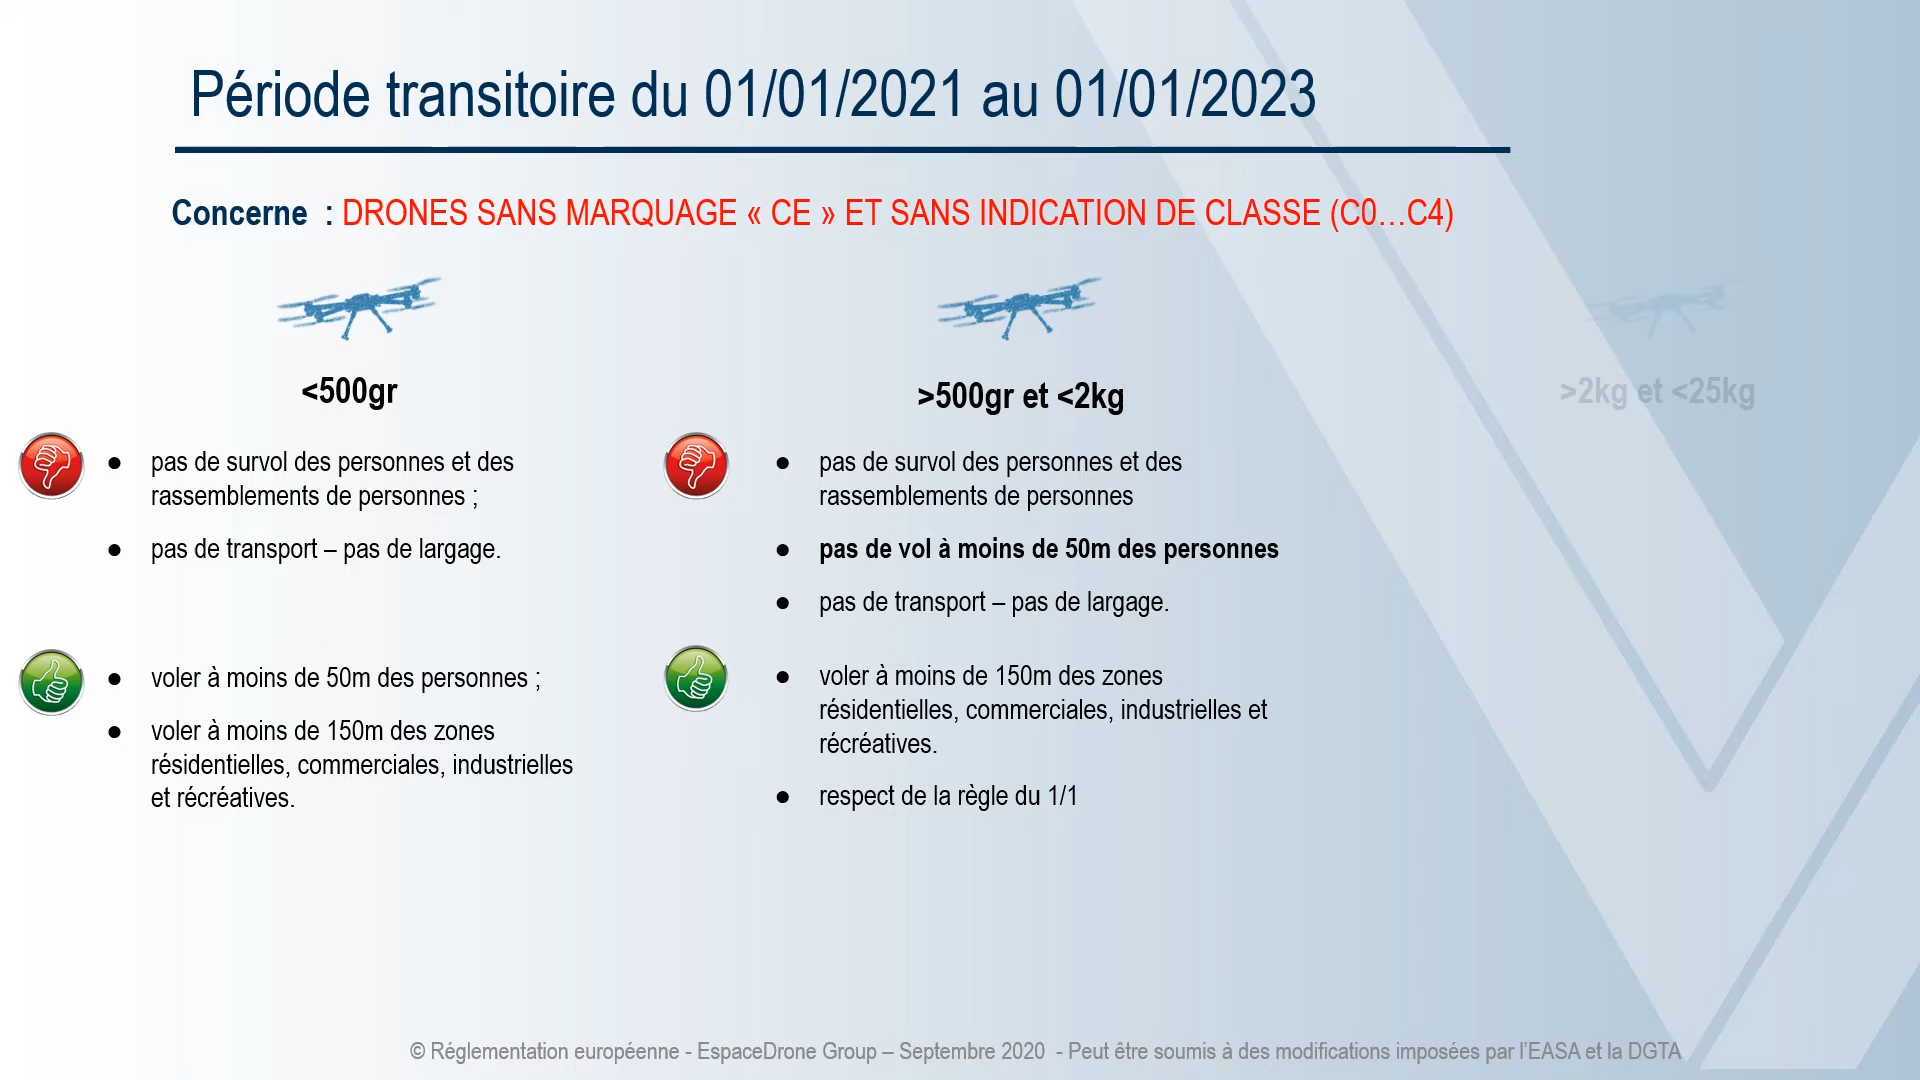 Période transitoire du 01/01/2021 au 01/01/2023
Concerne : DRONES SANS MARQUAGE « CE » ET SANS INDICATION DE CLASSE (C0…C4)
<500gr
● pas de survol des personnes et des
rassemblements de personnes ;
● pas de transport – pas de largage.
● voler à moins de 50m des personnes ;
● voler à moins de 150m des zones
résidentielles, commerciales, industrielles
et récréatives.
>500gr et <2kg
● pas de survol des personnes et des
rassemblements de personnes
● pas de vol à moins de 50m des personnes
● pas de transport – pas de largage.
● voler à moins de 150m des zones
résidentielles, commerciales, industrielles et
récréatives.
● respect de la règle du 1/1
>2kg et <25kg
© Réglementation européenne - EspaceDrone Group – Septembre 2020 - Peut être soumis à des modifications imposées par l’EASA et la DGTA